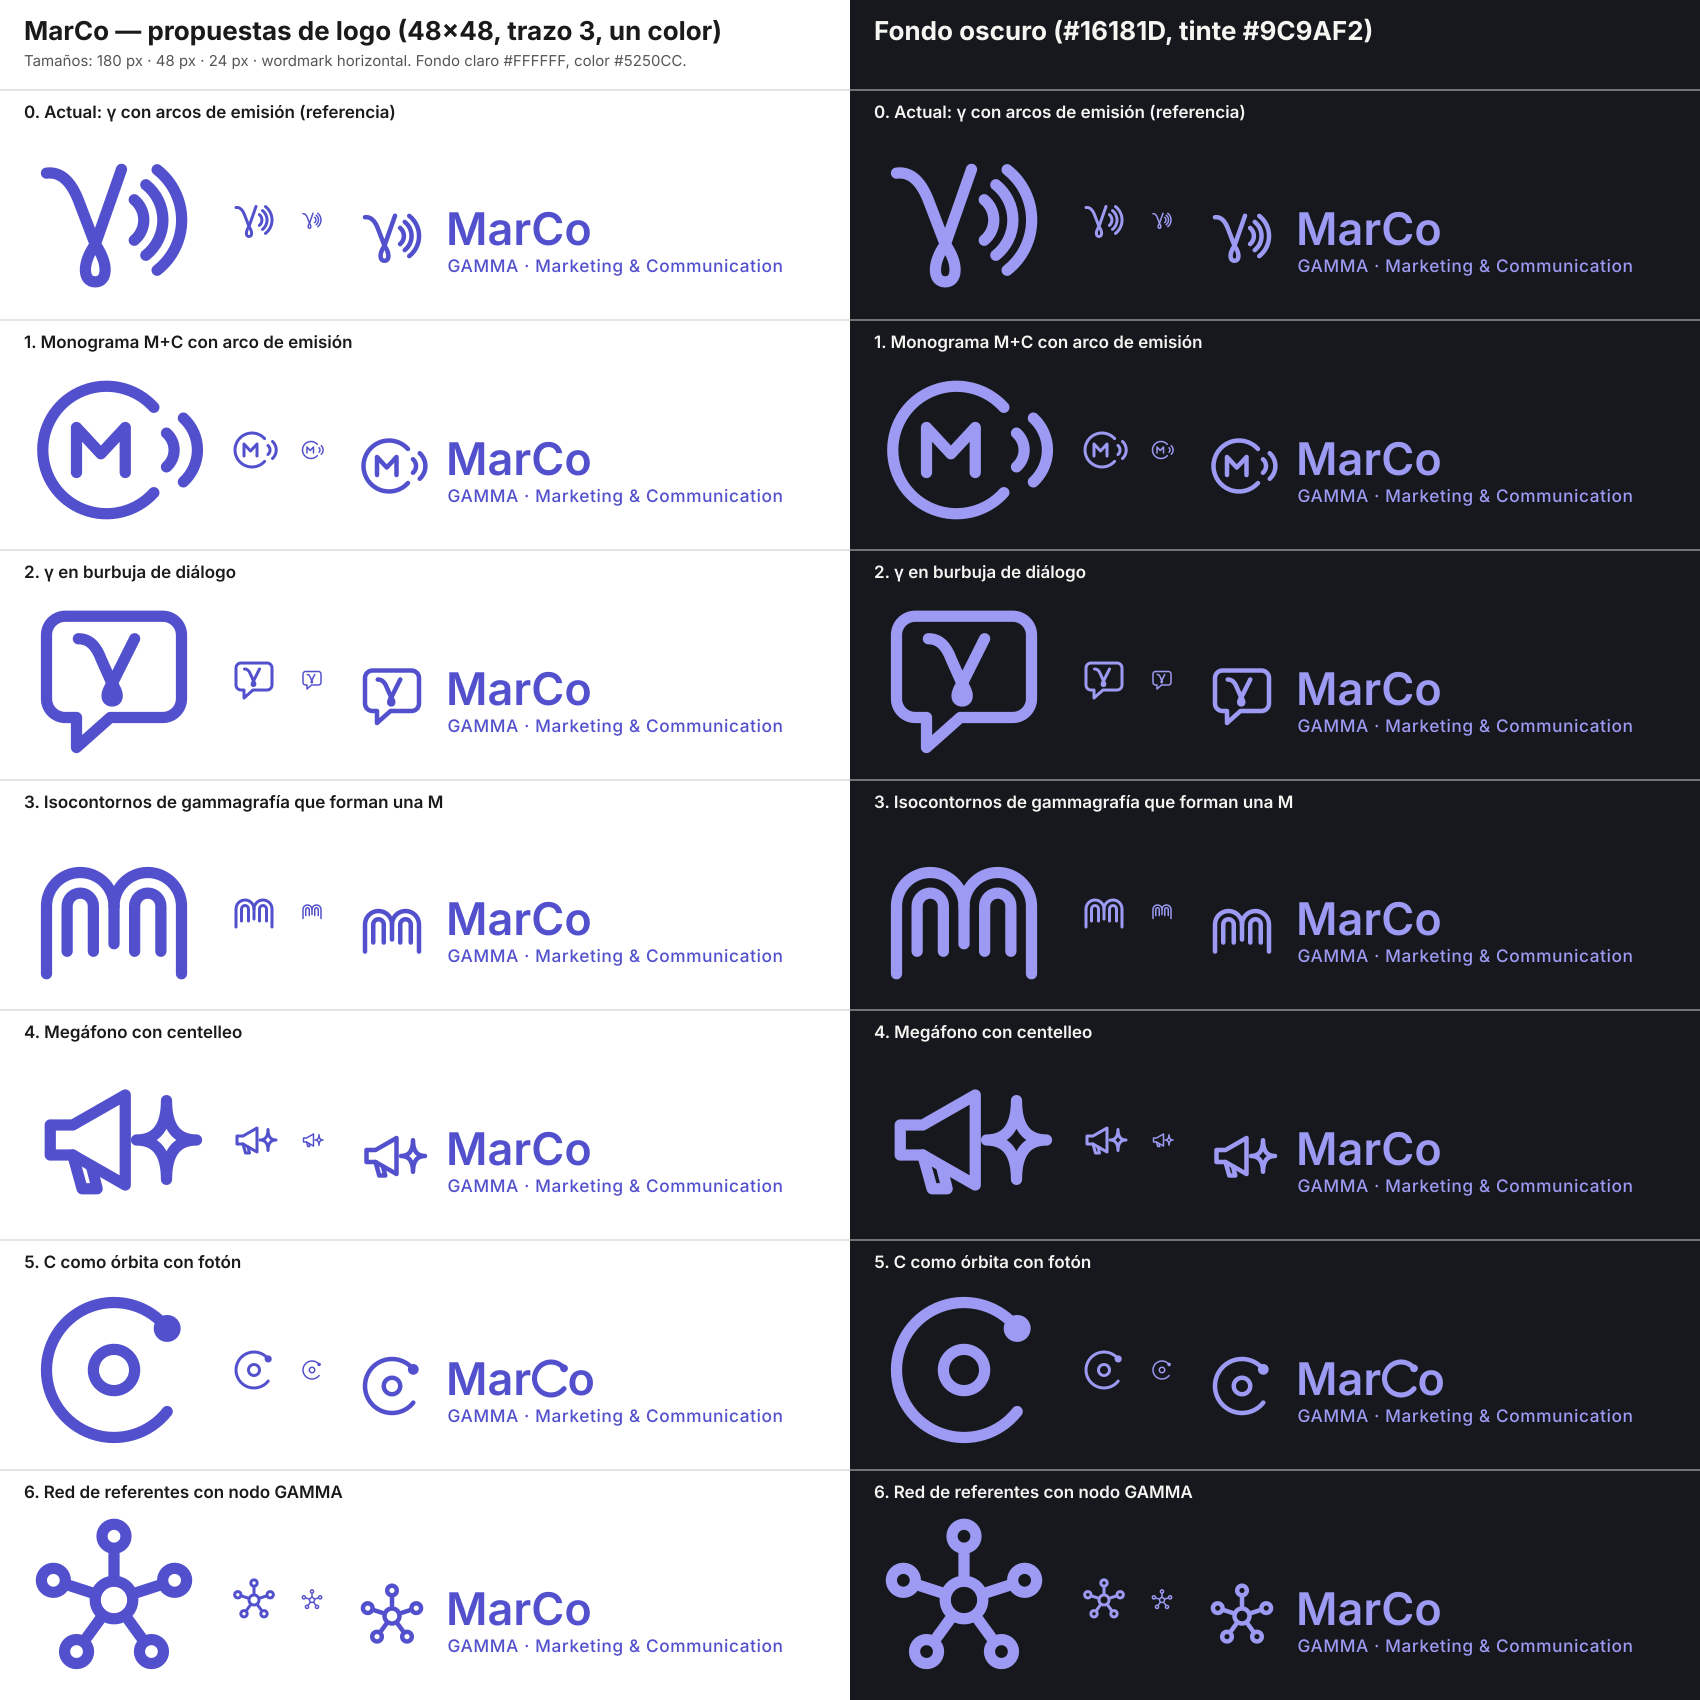 MarCo — propuestas de logo (48×48, trazo 3, un color)
Tamaños: 180 px · 48 px · 24 px · wordmark horizontal. Fondo claro #FFFFFF, color #5250CC.
0. Actual: γ con arcos de emisión (referencia)
MarCo
GAMMA · Marketing & Communication
1. Monograma M+C con arco de emisión
M
MarCo
GAMMA · Marketing & Communication
2. γ en burbuja de diálogo
MarCo
GAMMA · Marketing & Communication
3. Isocontornos de gammagrafía que forman una M
MarCo
GAMMA · Marketing & Communication
4. Megáfono con centelleo
MarCo
GAMMA · Marketing & Communication
5. C como órbita con fotón
MarCo
GAMMA · Marketing & Communication
6. Red de referentes con nodo GAMMA
MarCo
GAMMA · Marketing & Communication
Fondo oscuro (#16181D, tinte #9C9AF2)
0. Actual: γ con arcos de emisión (referencia)
MarCo
GAMMA · Marketing & Communication
1. Monograma M+C con arco de emisión
M
MarCo
GAMMA · Marketing & Communication
2. γ en burbuja de diálogo
MarCo
GAMMA · Marketing & Communication
3. Isocontornos de gammagrafía que forman una M
MarCo
GAMMA · Marketing & Communication
4. Megáfono con centelleo
MarCo
GAMMA · Marketing & Communication
5. C como órbita con fotón
MarCo
GAMMA · Marketing & Communication
6. Red de referentes con nodo GAMMA
MarCo
GAMMA · Marketing & Communication